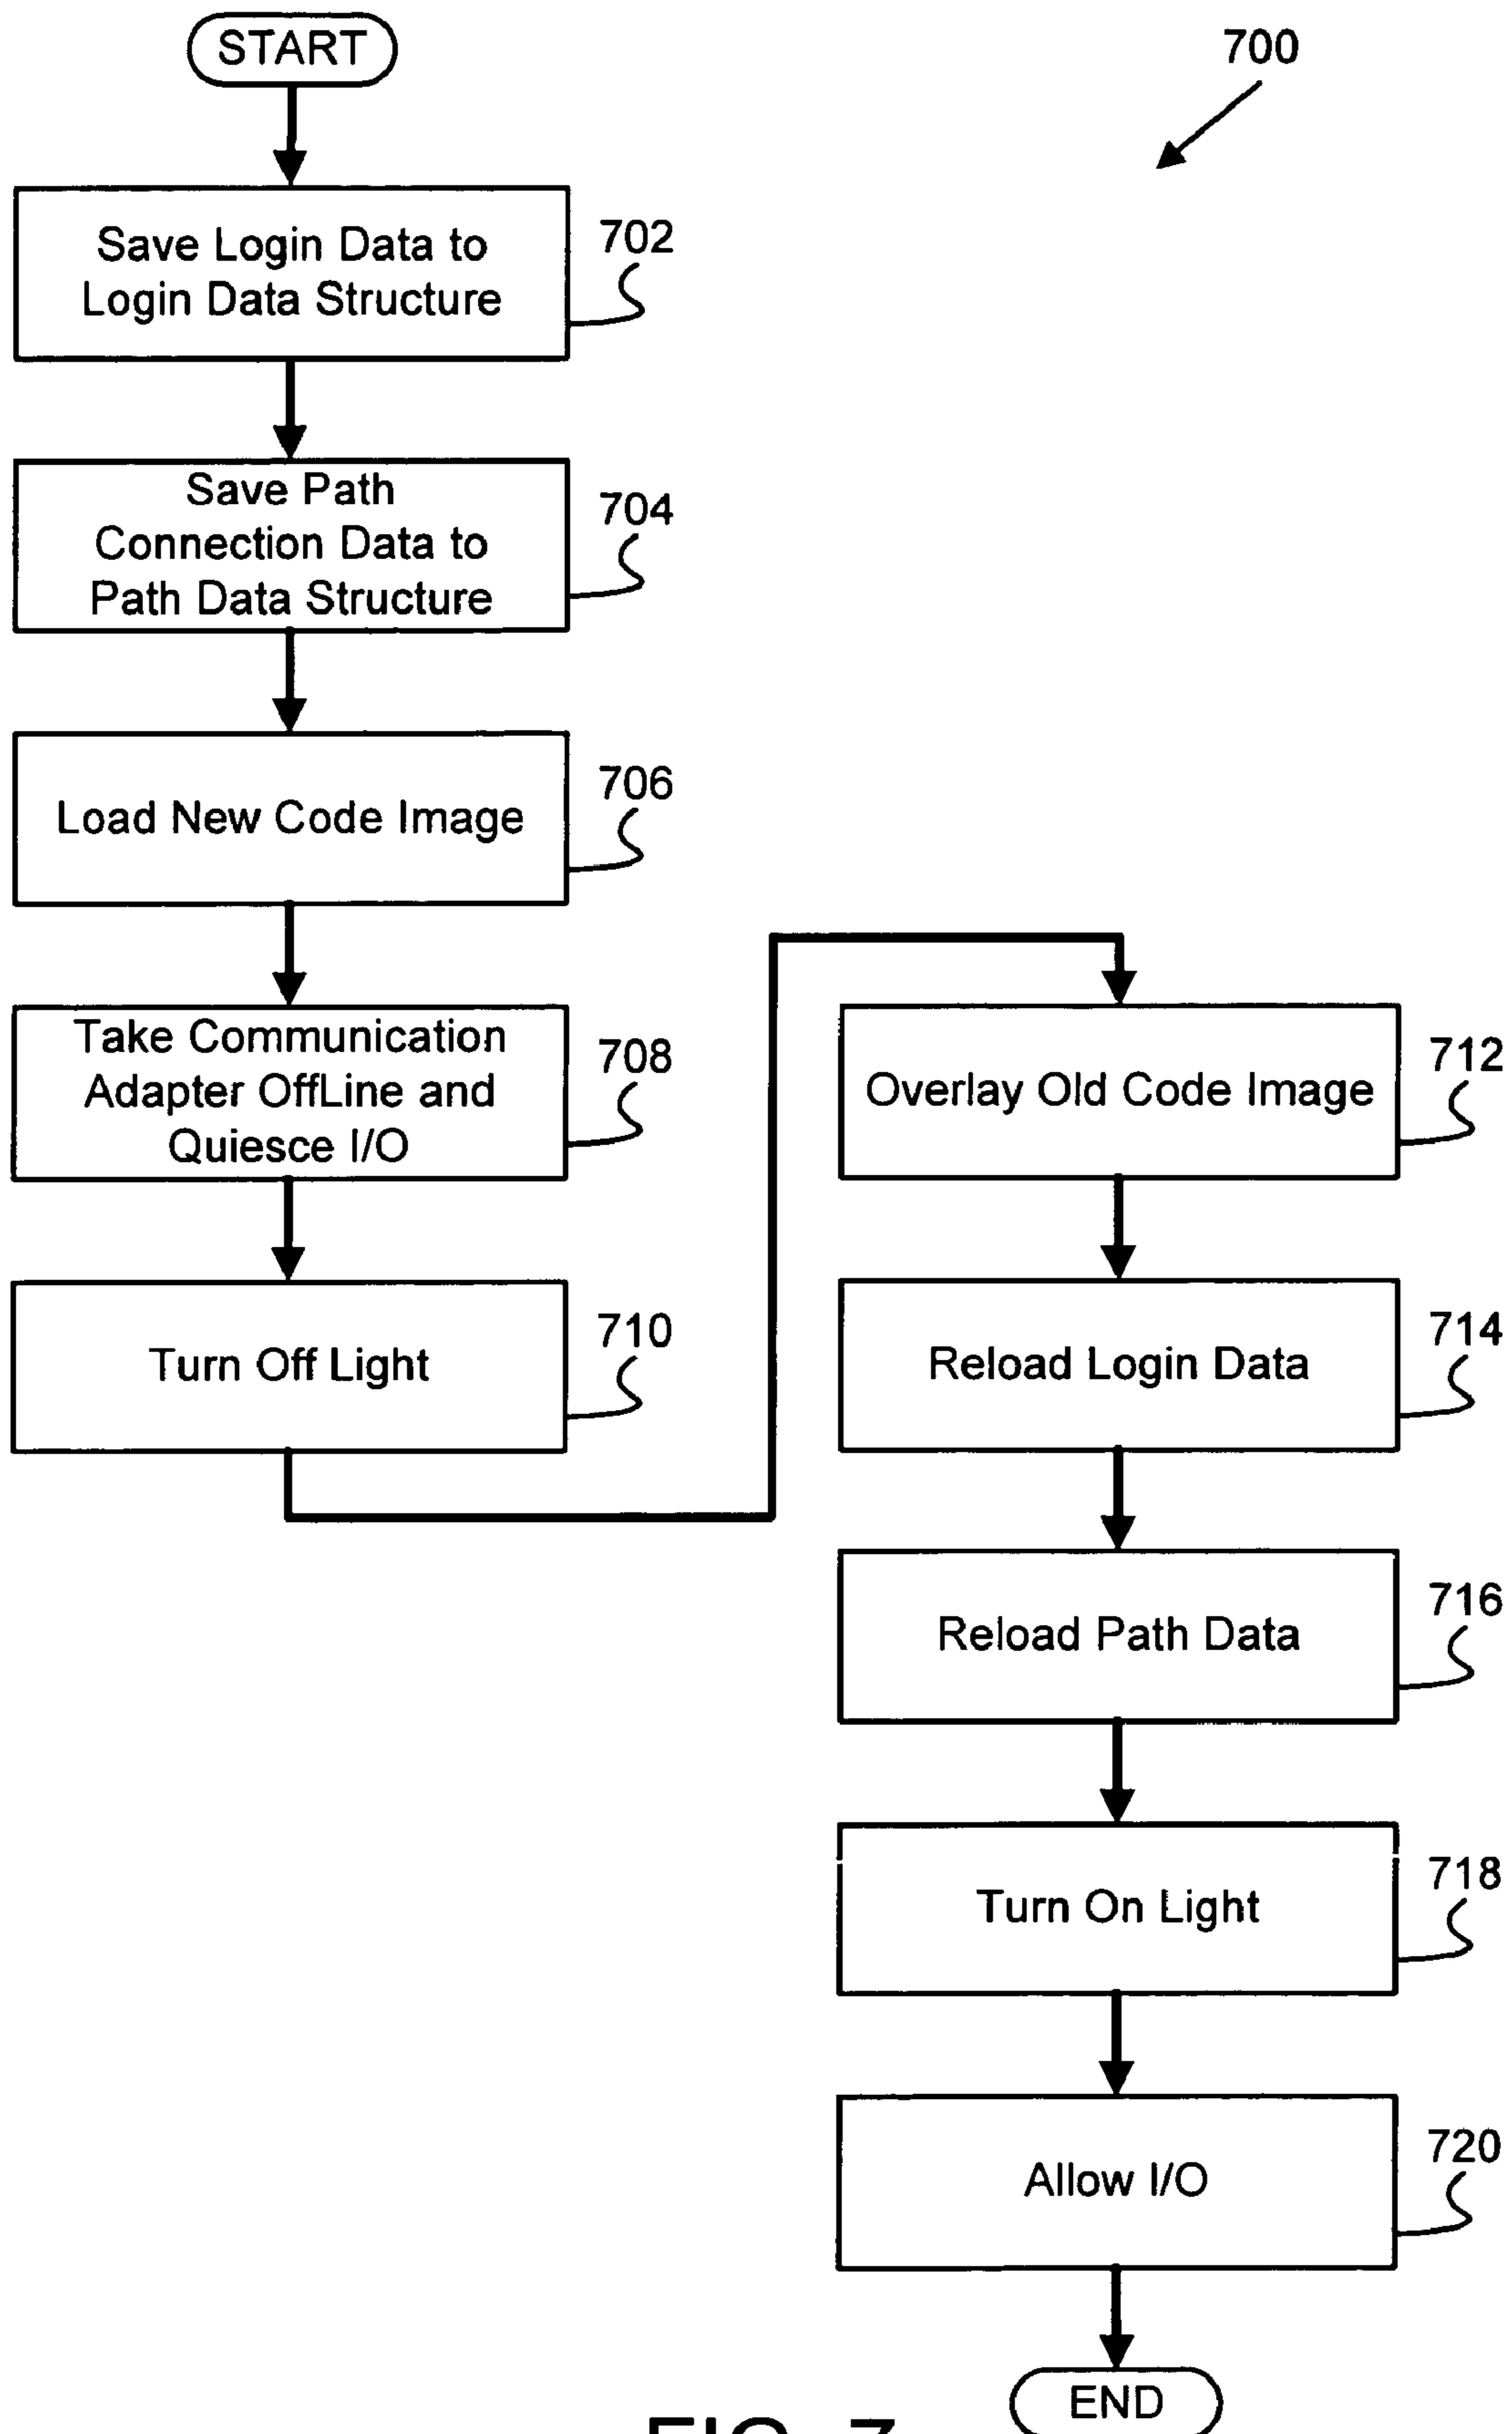 START
700
Save Login Data to
Login Data Structure
702
Save Path
Connection Data to
Path Data Structure
704
Load New Code Image
706
Take Communication
Adapter OffLine and
Quiesce I/O
708
Turn Off Light
710
Overlay Old Code Image
712
Reload Login Data
714
Reload Path Data
716
Turn On Light
718
Allow I/O
720
END
FIG. 7